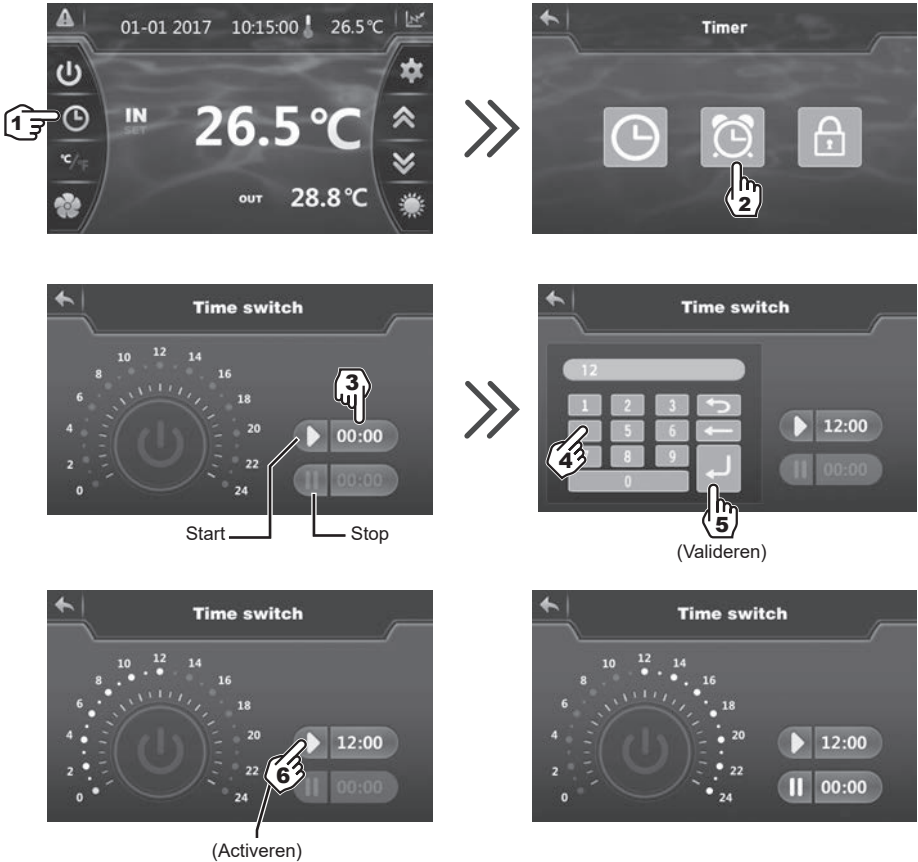 01-01 2017 10:15:00 26.5°C
1
IN
SET
26.5°C
°C/°F
OUT 28.8°C
Timer
2
Time switch
0 2 4 6 8 10 12 14 16 18 20 22 24
3
00:00
00:00
Start
Stop
Time switch
12
1 2 3
4 5 6
7 8 9
0
5
12:00
00:00
(Valideren)
Time switch
0 2 4 6 8 10 12 14 16 18 20 22 24
12:00
6
00:00
(Activeren)
Time switch
0 2 4 6 8 10 12 14 16 18 20 22 24
12:00
00:00